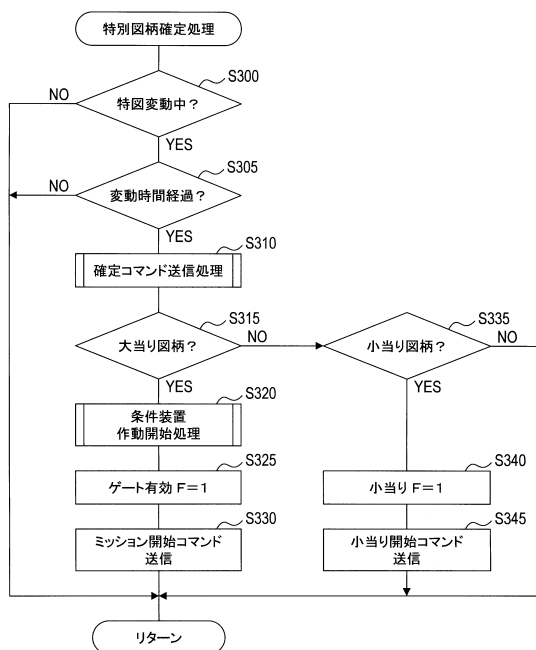 特別図柄確定処理
S300
特図変動中？
NO
YES
S305
変動時間経過？
NO
YES
S310
確定コマンド送信処理
S315
大当り図柄？
NO
YES
S335
小当り図柄？
NO
YES
S320
条件装置
作動開始処理
S325
ゲート有効 F＝1
S330
ミッション開始コマンド
送信
S340
小当り F＝1
S345
小当り開始コマンド
送信
リターン